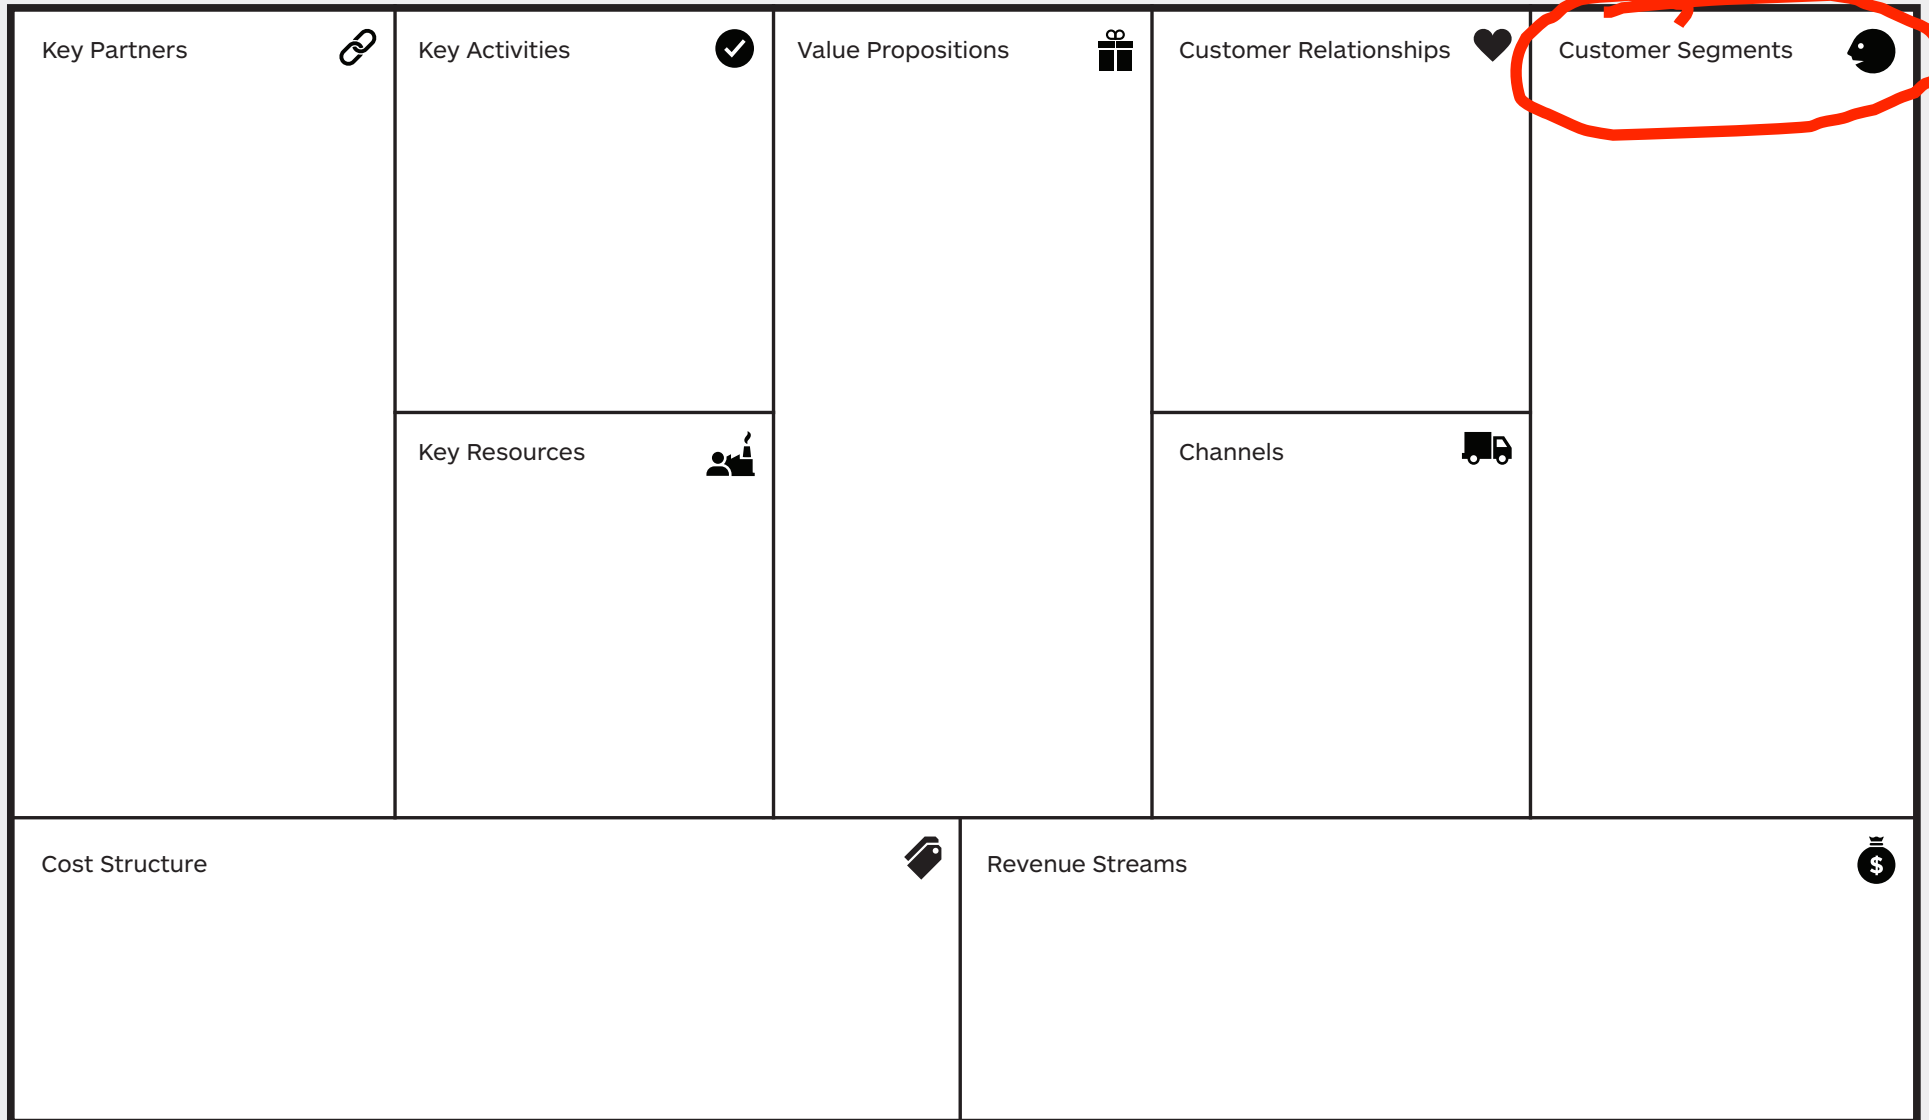 Key Partners
Key Activities
Value Propositions
Customer Relationships
Customer Segments
Key Resources
Channels
Cost Structure
Revenue Streams
$